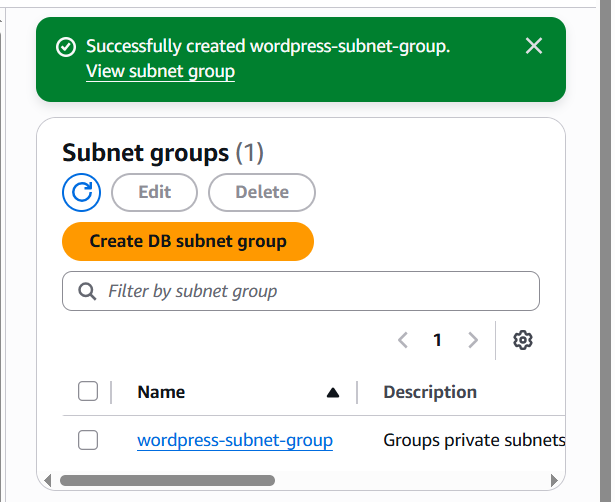 Successfully created wordpress-subnet-group.
View subnet group
Subnet groups (1)
Edit Delete
Create DB subnet group
Filter by subnet group
1
Name Description
wordpress-subnet-group Groups private subnets